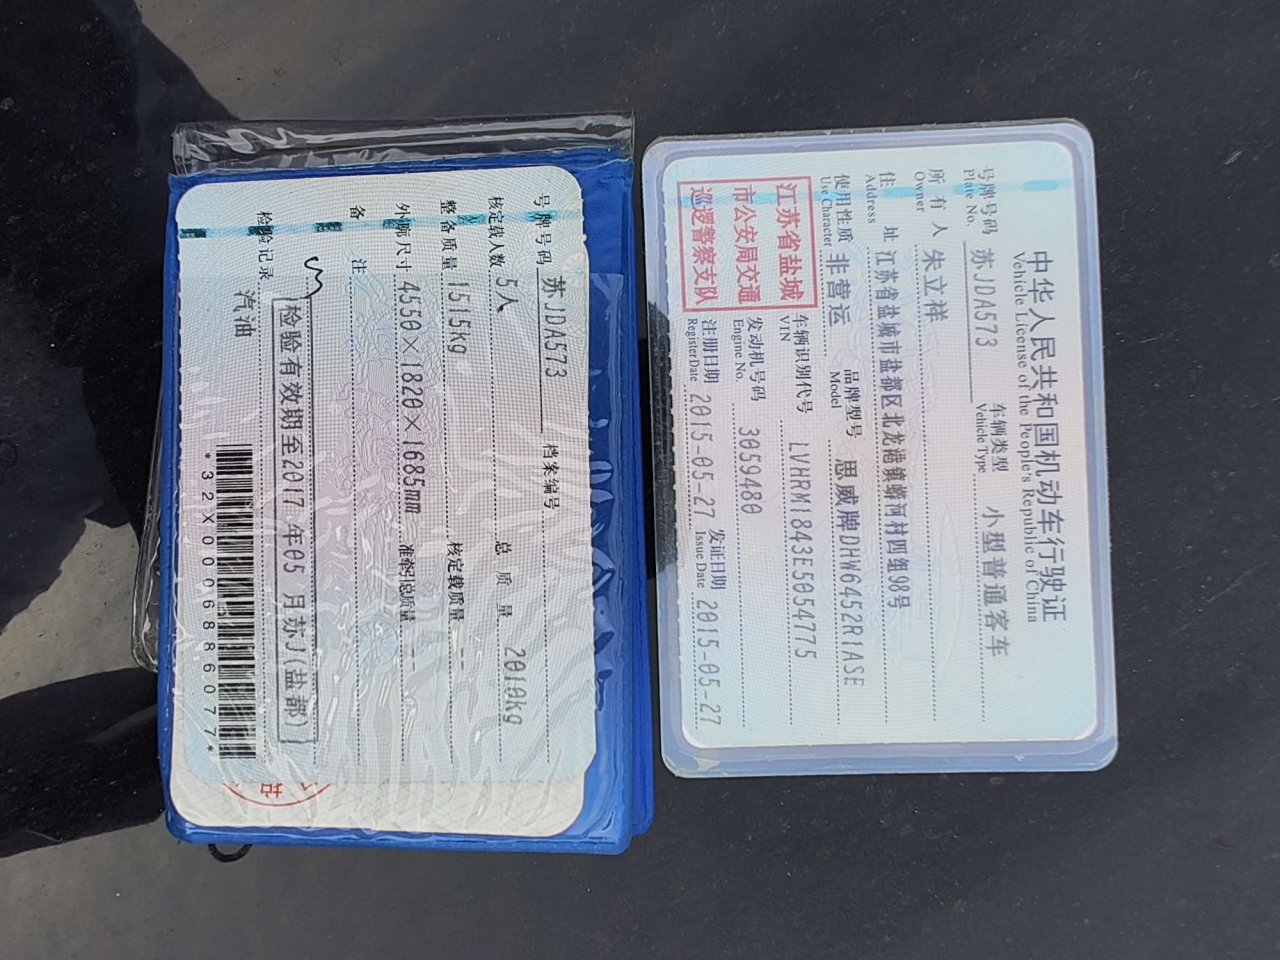 中华人民共和国机动车行驶证
Vehicle License of the People's Republic of China
号牌号码 苏JDA573 车辆类型 小型普通客车
Plate No. Vehicle Type
所有人 朱立祥
Owner
住址 江苏省盐城市盐都区北龙港镇 河村四组98号
Address
使用性质 非营运 品牌型号 思威牌DHW6452R1ASE
Use Character Model
江苏省盐城
市公安局交通
巡逻警察支队
车辆识别代号 LVHRM1843E5054775
VIN
发动机号码 3059480
Engine No.
注册日期 2015-05-27 发证日期 2015-05-27
Register Date Issue Date
号牌号码 苏JDA573 档案编号
核定载人数 5人 总质量 2010kg
整备质量 1515kg 核定载质量 --
外廓尺寸 4550×1820×1685mm 准牵引总质量 --
备注
检验有效期至2017年05月苏J(盐都)
检验记录
汽油
*32X0006886077*